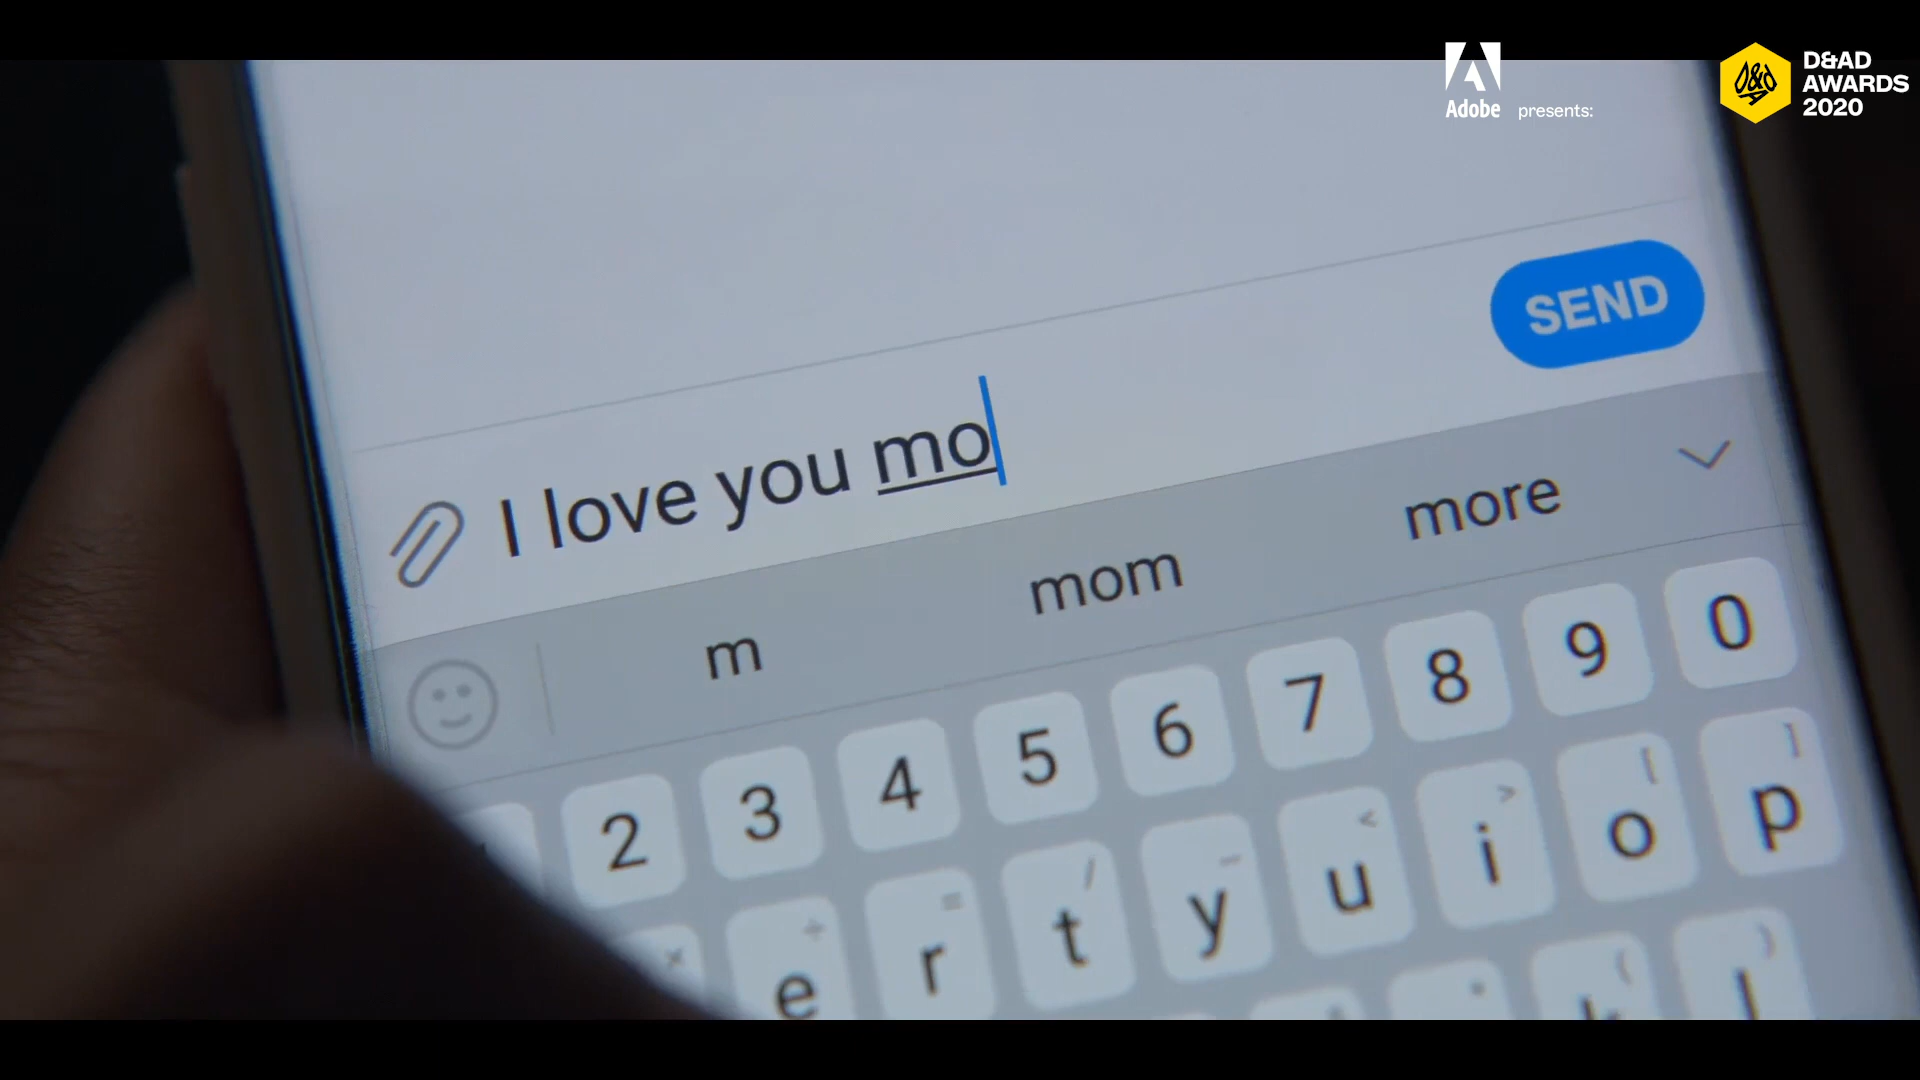 Adobe presents:
D&AD
AWARDS
2020
SEND
I love you mo
m mom more
2 3 4 5 6 7 8 9 0
e r t y u i o p